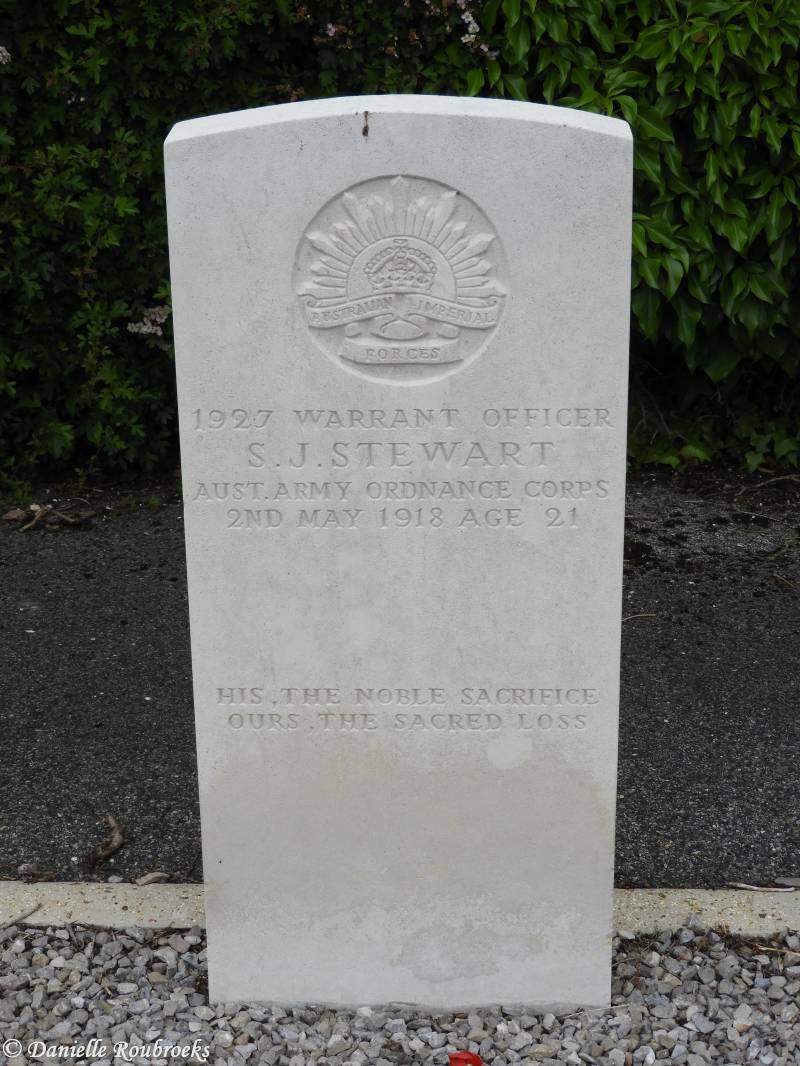 AUSTRALIAN IMPERIAL
FORCES
1927 WARRANT OFFICER
S.J.STEWART
AUST. ARMY ORDNANCE CORPS
2ND MAY 1918 AGE 21
HIS, THE NOBLE SACRIFICE
OURS, THE SACRED LOSS
© Danielle Roubroeks